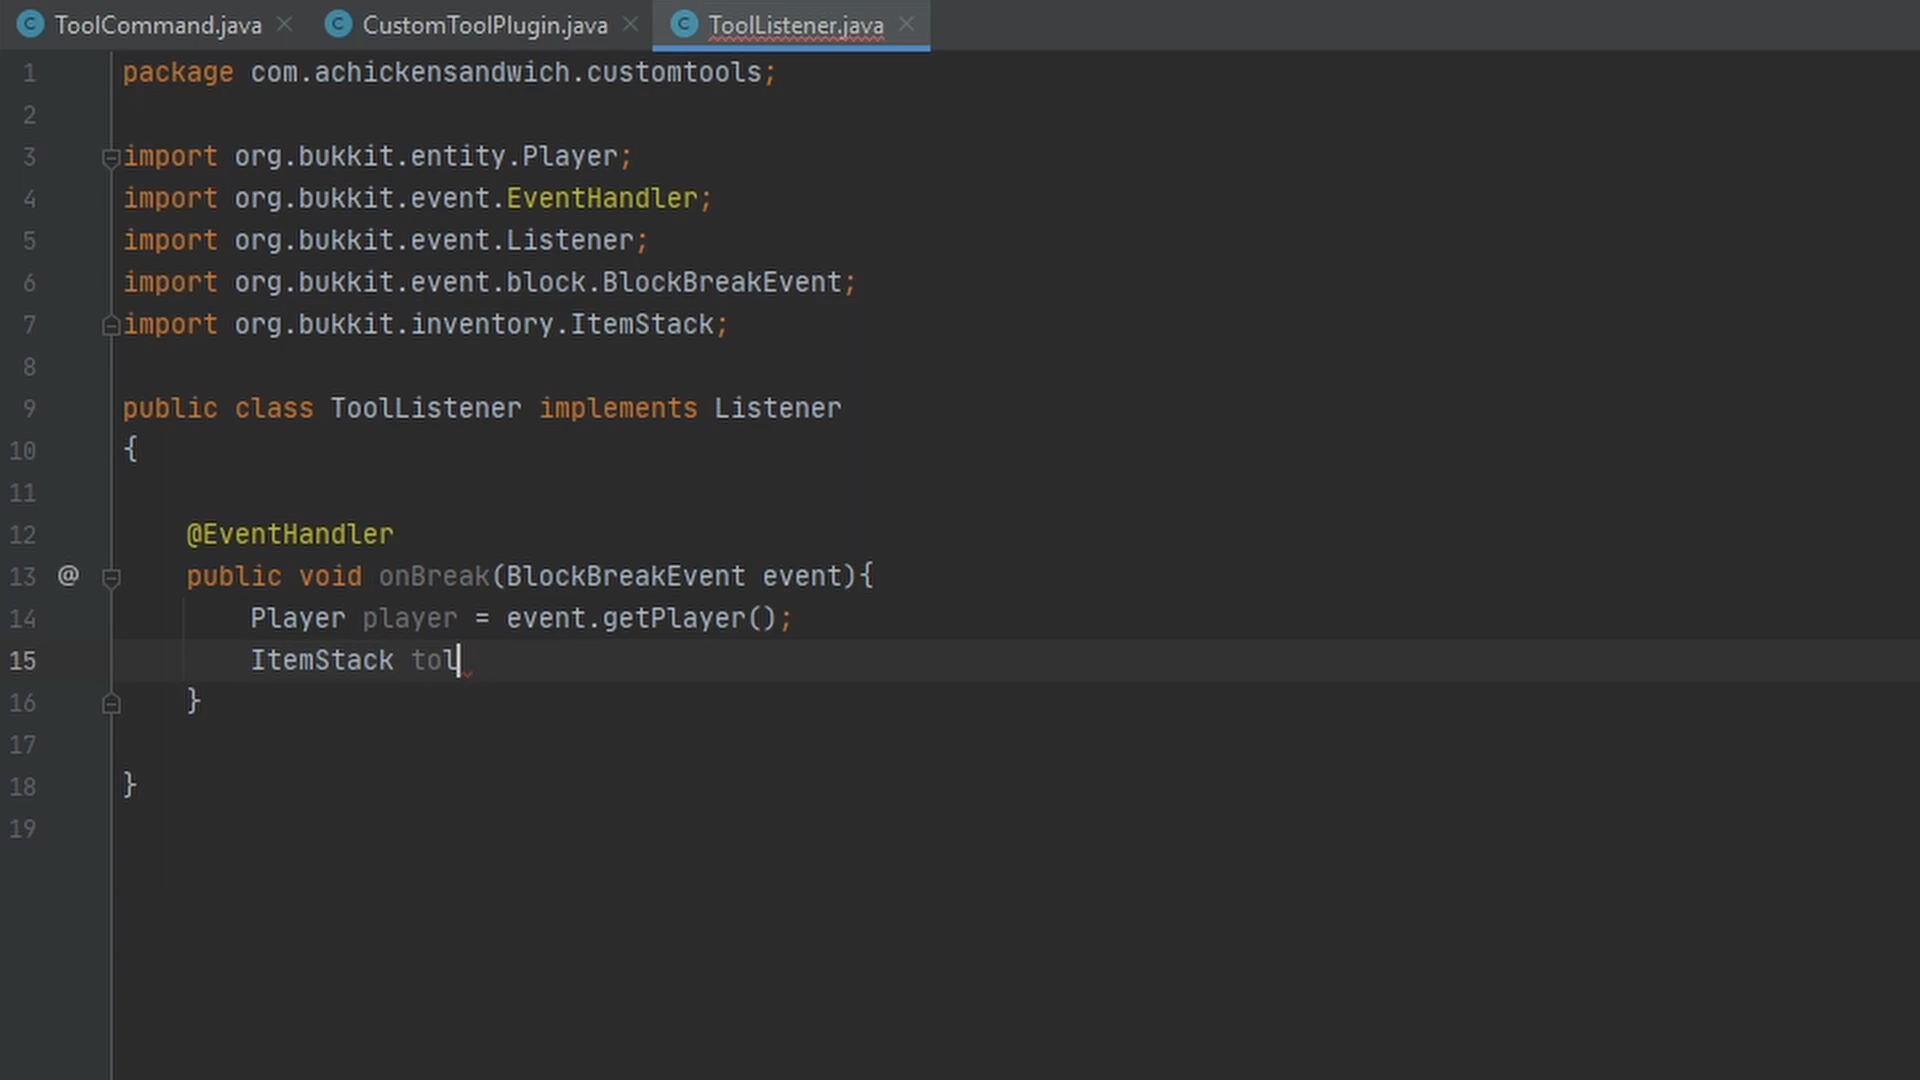 ToolCommand.java CustomToolPlugin.java ToolListener.java
1 package com.achickensandwich.customtools;
2
3 import org.bukkit.entity.Player;
4 import org.bukkit.event.EventHandler;
5 import org.bukkit.event.Listener;
6 import org.bukkit.event.block.BlockBreakEvent;
7 import org.bukkit.inventory.ItemStack;
8
9 public class ToolListener implements Listener
10 {
11
12 @EventHandler
13 @ public void onBreak(BlockBreakEvent event){
14 Player player = event.getPlayer();
15 ItemStack tol
16 }
17
18 }
19